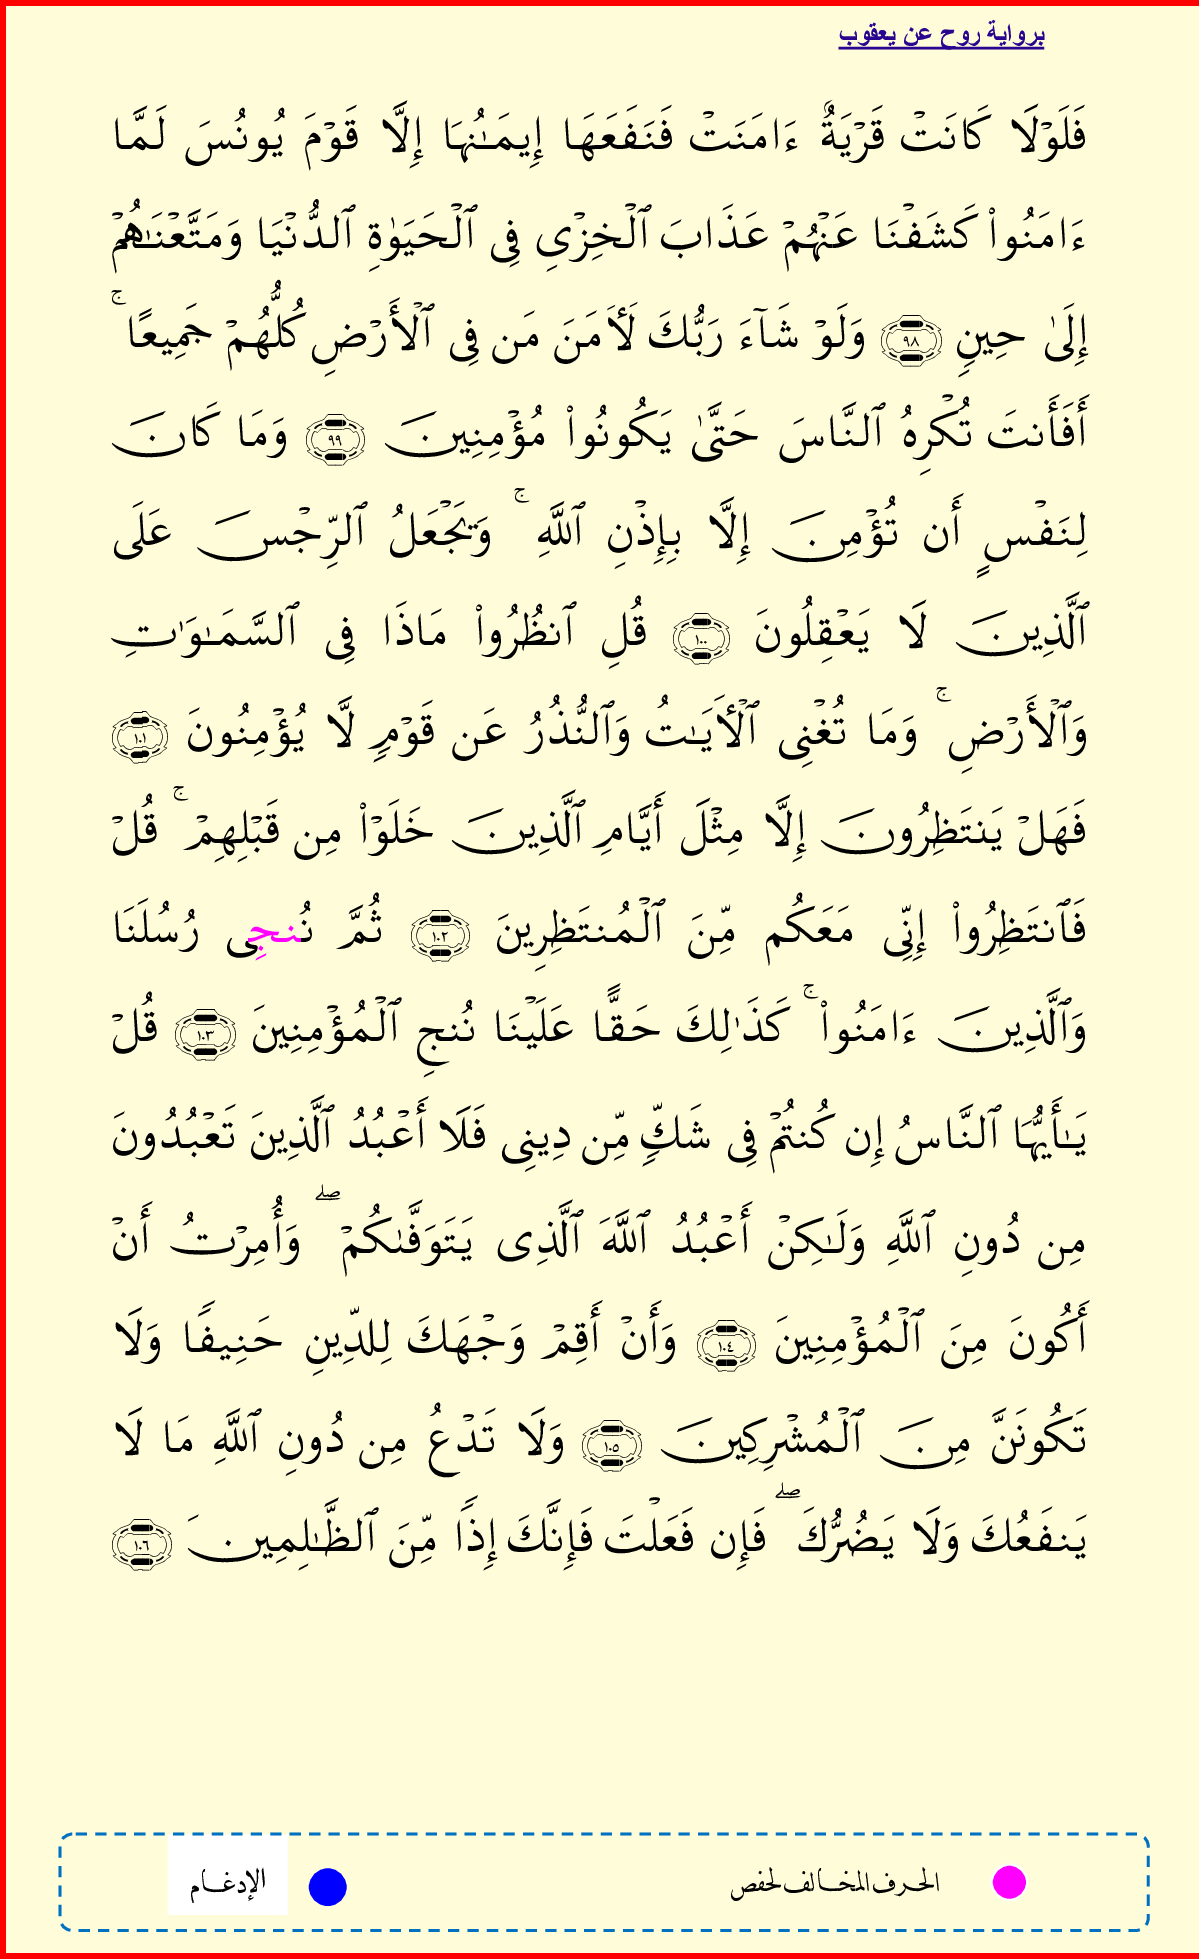 برواية روح عن يعقوب
فَلَوۡلَا كَانَتۡ قَرۡيَةٌ ءَامَنَتۡ فَنَفَعَهَا إِيمَٰنُهَا إِلَّا قَوۡمَ يُونُسَ لَمَّا
ءَامَنُواْ كَشَفۡنَا عَنۡهُمۡ عَذَابَ ٱلۡخِزۡيِ فِي ٱلۡحَيَوٰةِ ٱلدُّنۡيَا وَمَتَّعۡنَٰهُمۡ
إِلَىٰ حِينٖ ٩٨ وَلَوۡ شَآءَ رَبُّكَ لَأٓمَنَ مَن فِي ٱلۡأَرۡضِ كُلُّهُمۡ جَمِيعًاۚ
أَفَأَنتَ تُكۡرِهُ ٱلنَّاسَ حَتَّىٰ يَكُونُواْ مُؤۡمِنِينَ ٩٩ وَمَا كَانَ
لِنَفۡسٍ أَن تُؤۡمِنَ إِلَّا بِإِذۡنِ ٱللَّهِۚ وَيَجۡعَلُ ٱلرِّجۡسَ عَلَى
ٱلَّذِينَ لَا يَعۡقِلُونَ ١٠٠ قُلِ ٱنظُرُواْ مَاذَا فِي ٱلسَّمَٰوَٰتِ
وَٱلۡأَرۡضِۚ وَمَا تُغۡنِي ٱلۡأٓيَٰتُ وَٱلنُّذُرُ عَن قَوۡمٖ لَّا يُؤۡمِنُونَ ١٠١
فَهَلۡ يَنتَظِرُونَ إِلَّا مِثۡلَ أَيَّامِ ٱلَّذِينَ خَلَوۡاْ مِن قَبۡلِهِمۡۚ قُلۡ
فَٱنتَظِرُوٓاْ إِنِّي مَعَكُم مِّنَ ٱلۡمُنتَظِرِينَ ١٠٢ ثُمَّ نُنجِي رُسُلَنَا
وَٱلَّذِينَ ءَامَنُواْۚ كَذَٰلِكَ حَقًّا عَلَيۡنَا نُنجِ ٱلۡمُؤۡمِنِينَ ١٠٣ قُلۡ
يَٰأَيُّهَا ٱلنَّاسُ إِن كُنتُمۡ فِي شَكّٖ مِّن دِينِي فَلَا أَعۡبُدُ ٱلَّذِينَ تَعۡبُدُونَ
مِن دُونِ ٱللَّهِ وَلَٰكِنۡ أَعۡبُدُ ٱللَّهَ ٱلَّذِي يَتَوَفَّىٰكُمۡۖ وَأُمِرۡتُ أَنۡ
أَكُونَ مِنَ ٱلۡمُؤۡمِنِينَ ١٠٤ وَأَنۡ أَقِمۡ وَجۡهَكَ لِلدِّينِ حَنِيفٗا وَلَا
تَكُونَنَّ مِنَ ٱلۡمُشۡرِكِينَ ١٠٥ وَلَا تَدۡعُ مِن دُونِ ٱللَّهِ مَا لَا
يَنفَعُكَ وَلَا يَضُرُّكَۖ فَإِن فَعَلۡتَ فَإِنَّكَ إِذٗا مِّنَ ٱلظَّٰلِمِينَ ١٠٦
الحرف المخالف لحفص الإدغام